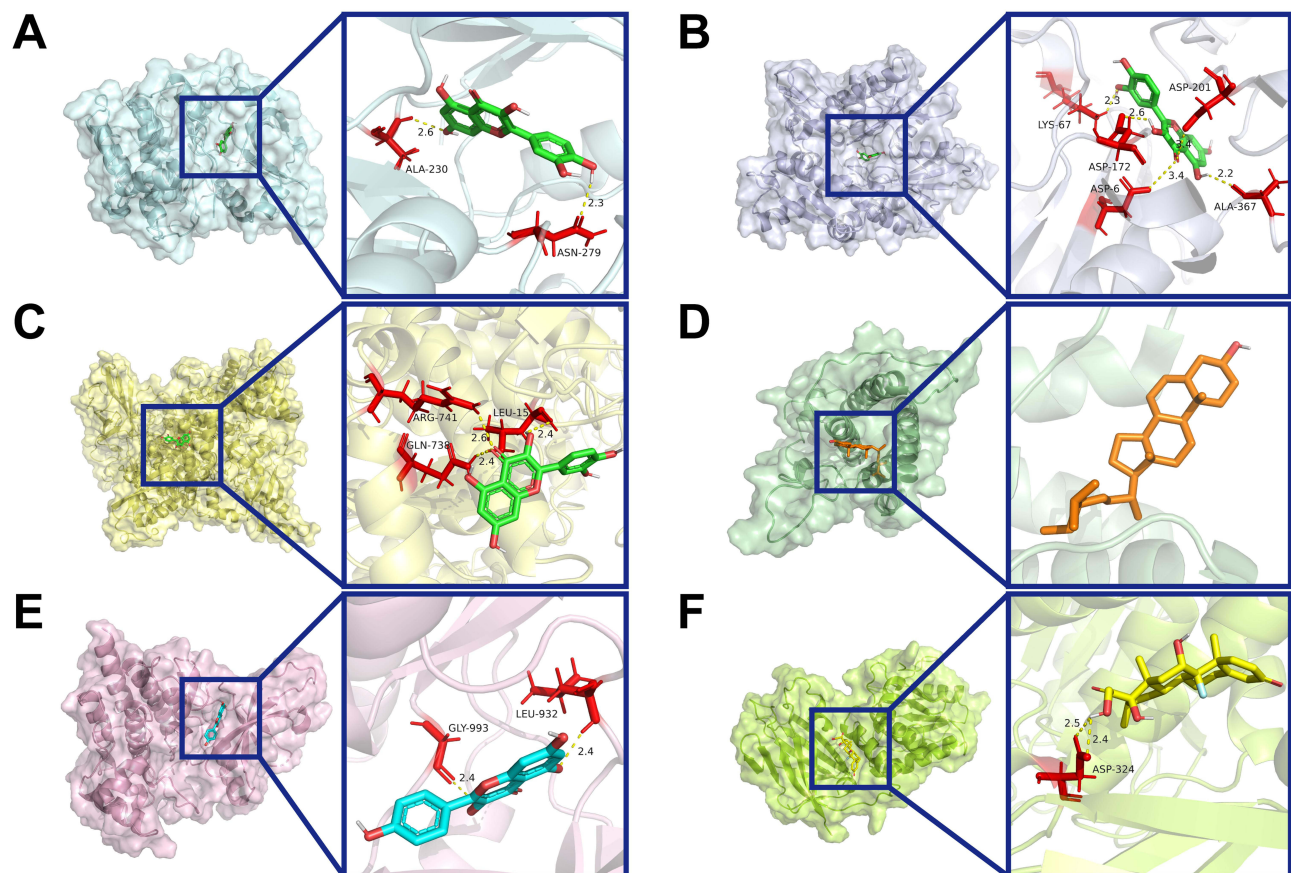 A
2.6
ALA-230
2.3
ASN-279
B
ASP-201
2.3
2.6
LYS-67
3.4
ASP-172
3.4
ASP-6
2.2
ALA-367
C
ARG-741
LEU-15
2.6
2.4
GLN-738
2.4
D
E
LEU-932
GLY-993
2.4
2.4
F
2.5
2.4
ASP-324